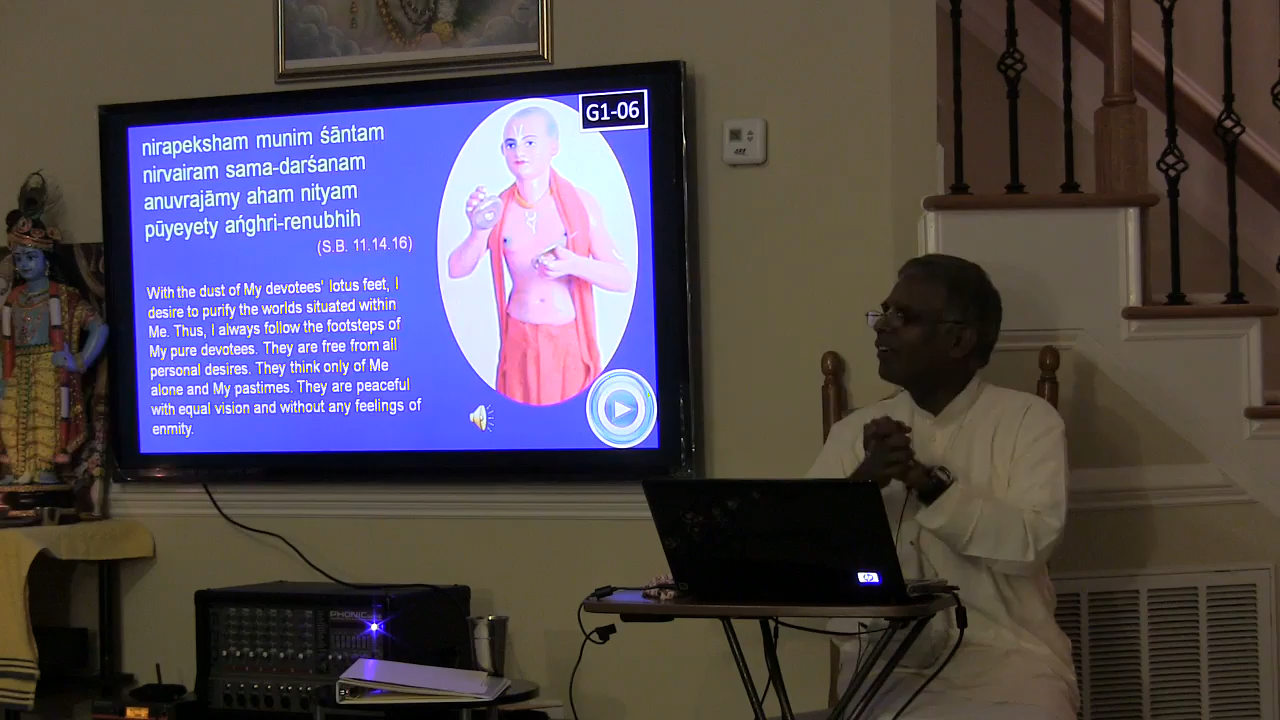 G1-06
nirapeksham munim śāntam
nirvairam sama-darśanam
anuvrajāmy aham nityam
pūyeyety ańghri-renubhih
(S.B. 11.14.16)
With the dust of My devotees' lotus feet, I
desire to purify the worlds situated within
Me. Thus, I always follow the footsteps of
My pure devotees. They are free from all
personal desires. They think only of Me
alone and My pastimes. They are peaceful
with equal vision and without any feelings of
enmity.
PHONIC
hp